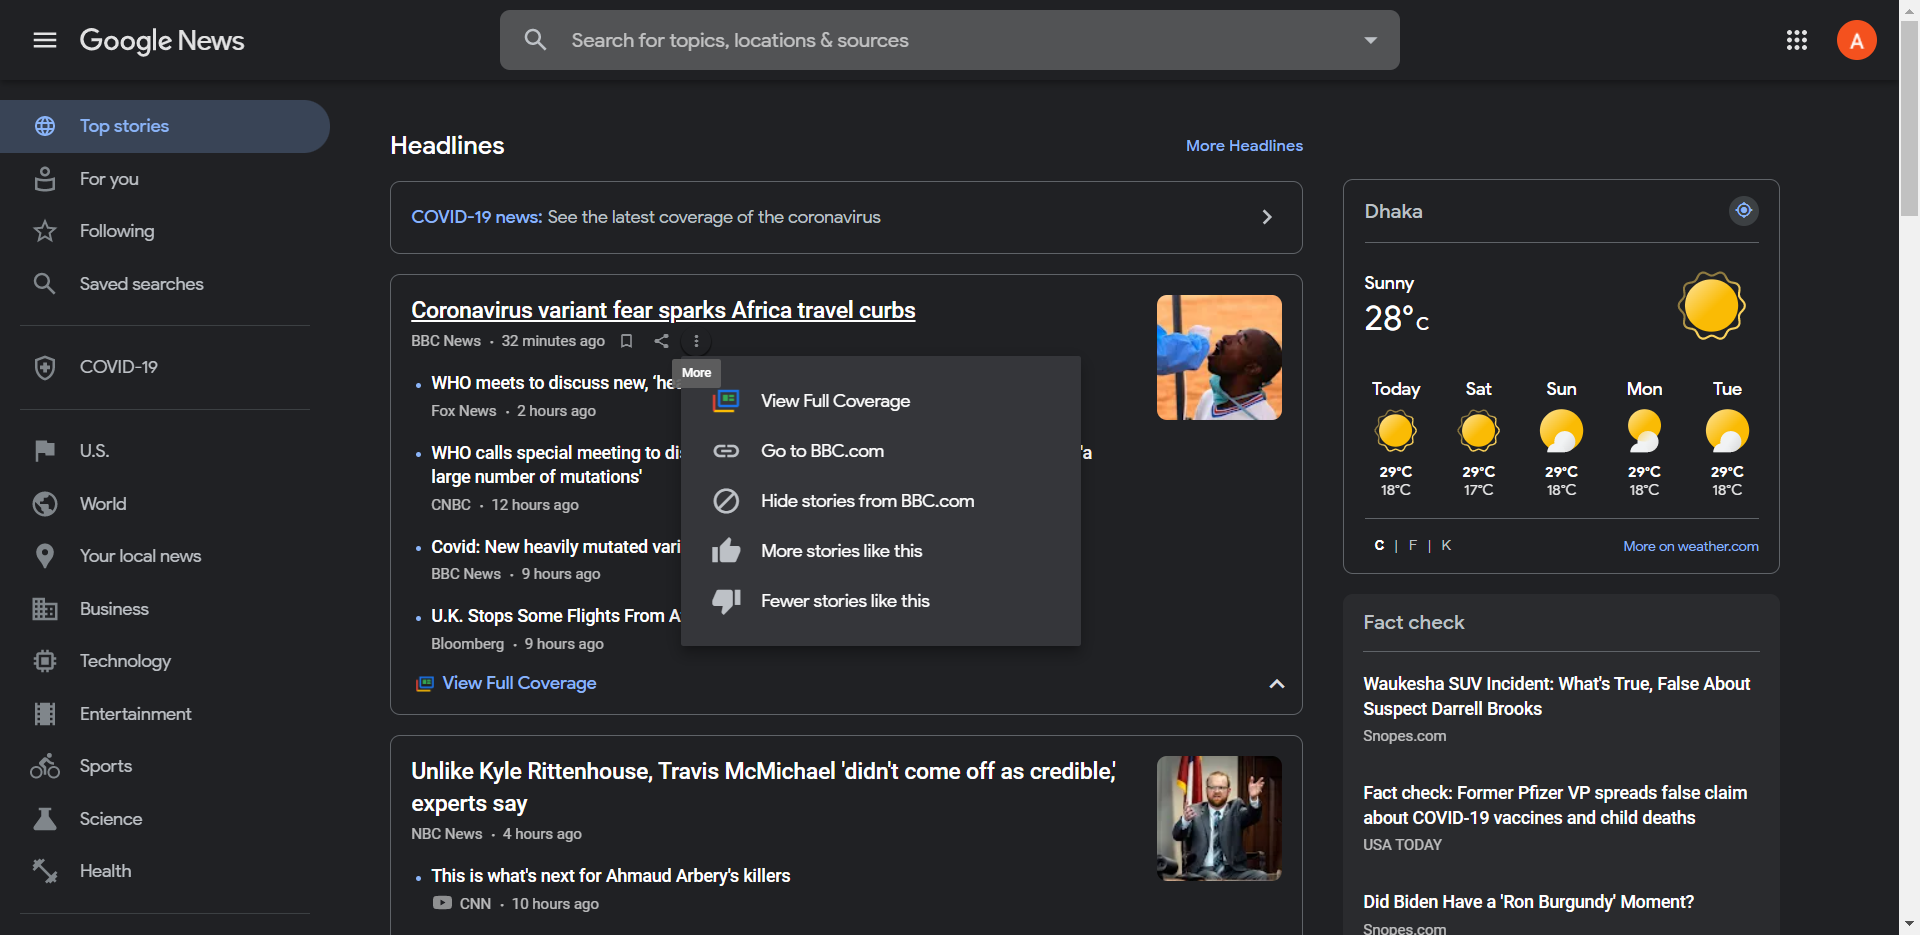 Google News
Search for topics, locations & sources
A
Top stories
For you
Following
Saved searches
COVID-19
U.S.
World
Your local news
Business
Technology
Entertainment
Sports
Science
Health
Headlines
More Headlines
COVID-19 news: See the latest coverage of the coronavirus
Coronavirus variant fear sparks Africa travel curbs
BBC News • 32 minutes ago
More
WHO meets to discuss new, ‘hea
Fox News • 2 hours ago
WHO calls special meeting to dis 'a
large number of mutations'
CNBC • 12 hours ago
Covid: New heavily mutated vari
BBC News • 9 hours ago
U.K. Stops Some Flights From A
Bloomberg • 9 hours ago
View Full Coverage
View Full Coverage
Go to BBC.com
Hide stories from BBC.com
More stories like this
Fewer stories like this
Unlike Kyle Rittenhouse, Travis McMichael 'didn't come off as credible,'
experts say
NBC News • 4 hours ago
This is what's next for Ahmaud Arbery's killers
CNN • 10 hours ago
Dhaka
Sunny
28°C
Today Sat Sun Mon Tue
29°C 29°C 29°C 29°C 29°C
18°C 17°C 18°C 18°C 18°C
C | F | K
More on weather.com
Fact check
Waukesha SUV Incident: What's True, False About
Suspect Darrell Brooks
Snopes.com
Fact check: Former Pfizer VP spreads false claim
about COVID-19 vaccines and child deaths
USA TODAY
Did Biden Have a 'Ron Burgundy' Moment?
Snopes.com